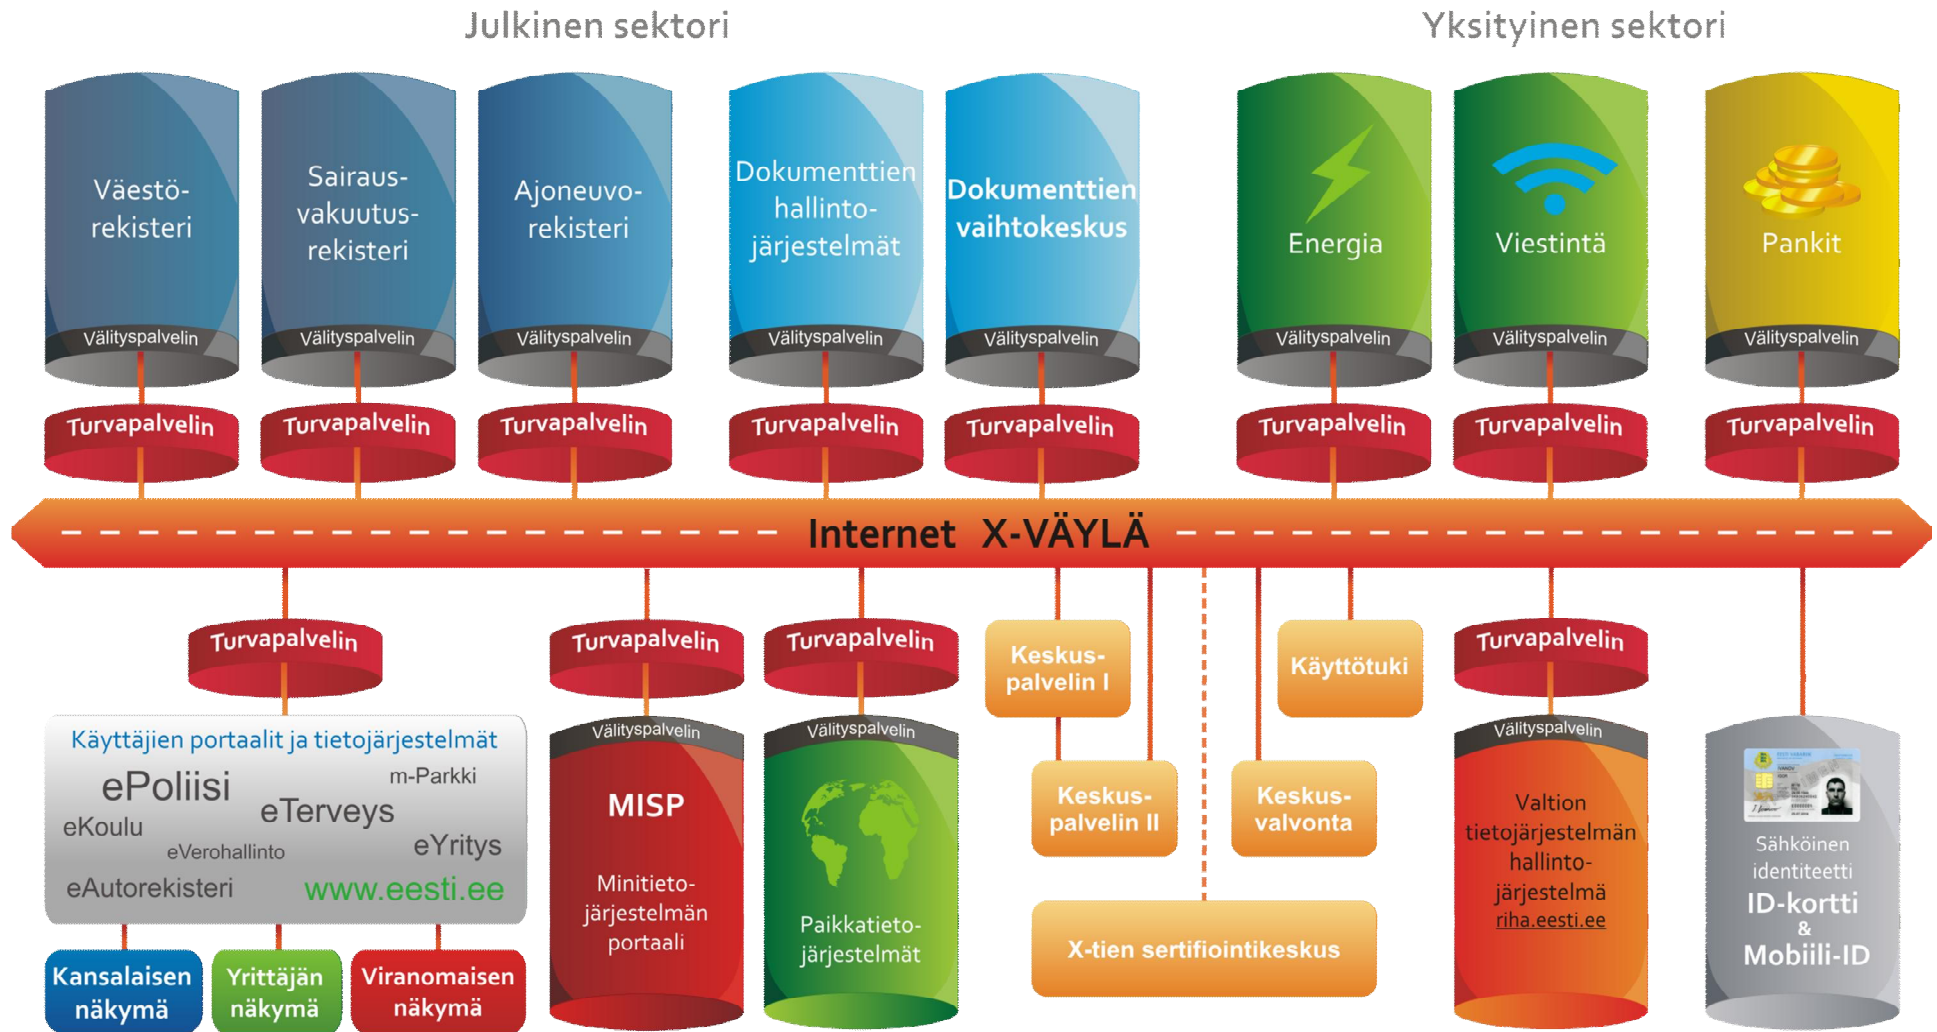 Julkinen sektori
Yksityinen sektori
Väestö-
rekisteri
Välityspalvelin
Turvapalvelin
Sairaus-
vakuutus-
rekisteri
Välityspalvelin
Turvapalvelin
Ajoneuvo-
rekisteri
Välityspalvelin
Turvapalvelin
Dokumenttien
hallinto-
järjestelmät
Välityspalvelin
Turvapalvelin
Dokumenttien
vaihtokeskus
Välityspalvelin
Turvapalvelin
Energia
Välityspalvelin
Turvapalvelin
Viestintä
Välityspalvelin
Turvapalvelin
Pankit
Välityspalvelin
Turvapalvelin
Internet X-VÄYLÄ
Turvapalvelin
Käyttäjien portaalit ja tietojärjestelmät
ePoliisi
m-Parkki
eTerveys
eKoulu
eVerohallinto
eYritys
eAutorekisteri
www.eesti.ee
Kansalaisen
näkymä
Yrittäjän
näkymä
Viranomaisen
näkymä
Turvapalvelin
Välityspalvelin
MISP
Minitieto-
järjestelmän
portaali
Turvapalvelin
Välityspalvelin
Paikkatieto-
järjestelmät
Keskus-
palvelin I
Keskus-
palvelin II
Käyttötuki
Keskus-
valvonta
X-tien sertifiointikeskus
Turvapalvelin
Välityspalvelin
Valtion
tietojärjestelmän
hallinto-
järjestelmä
riha.eesti.ee
Sähköinen
identiteetti
ID-kortti
&
Mobiili-ID